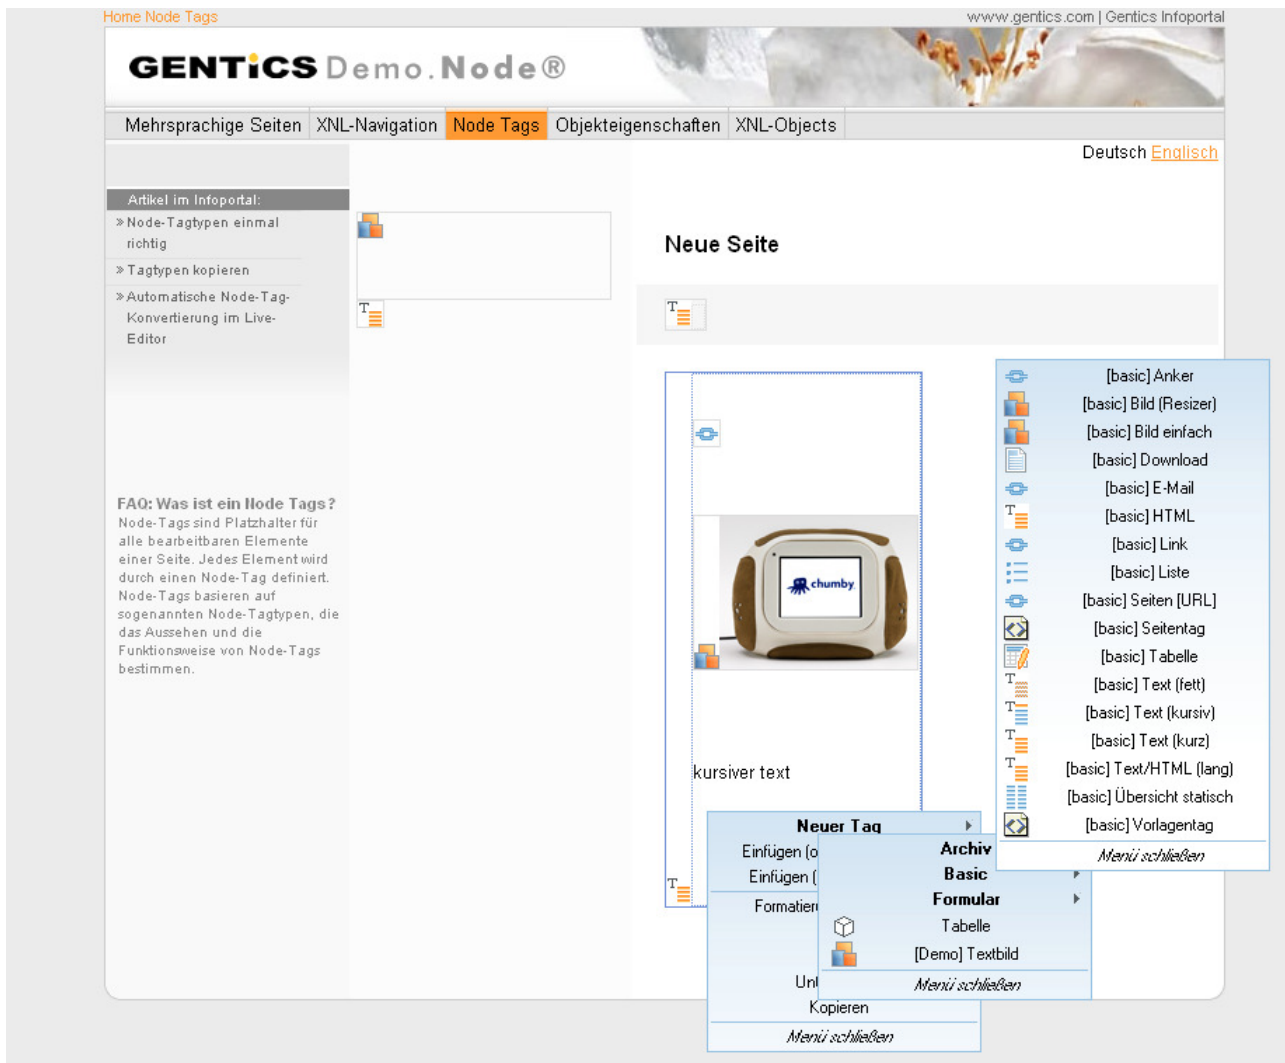 Home Node Tags
www.gentics.com | Gentics Infoportal
GENTICS Demo.Node®
Mehrsprachige Seiten XNL-Navigation Node Tags Objekteigenschaften XNL-Objects
Deutsch Englisch
Artikel im Infoportal:
» Node-Tagtypen einmal
richtig
» Tagtypen kopieren
» Automatische Node-Tag-
Konvertierung im Live-
Editor
FAQ: Was ist ein Node Tags?
Node-Tags sind Platzhalter für
alle bearbeitbaren Elemente
einer Seite. Jedes Element wird
durch einen Node-Tag definiert.
Node-Tags basieren auf
sogenannten Node-Tagtypen, die
das Aussehen und die
Funktionsweise von Node-Tags
bestimmen.
Neue Seite
chumby
kursiver text
Neuer Tag
Einfügen (o
Einfügen (
Formatier
Kopieren
Menü schließen
Archiv
Basic
Formular
Tabelle
[Demo] Textbild
Menü schließen
[basic] Anker
[basic] Bild (Resizer)
[basic] Bild einfach
[basic] Download
[basic] E-Mail
[basic] HTML
[basic] Link
[basic] Liste
[basic] Seiten [URL]
[basic] Seitentag
[basic] Tabelle
[basic] Text (fett)
[basic] Text (kursiv)
[basic] Text (kurz)
[basic] Text/HTML (lang)
[basic] Übersicht statisch
[basic] Vorlagentag
Menü schließen